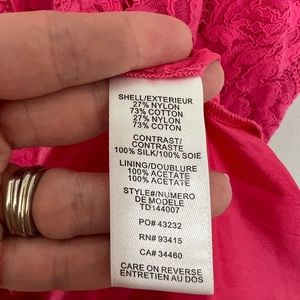 SHELL/EXTERIEUR
27% NYLON
73% COTTON
27% NYLON
73% COTON
CONTRAST/
CONTRASTE
100% SILK/100% SOIE
LINING/DOUBLURE
100% ACETATE
100% ACETATE
STYLE#/NUMERO
DE MODELE
TD144007
PO# 43232
RN# 93415
CA# 34460
CARE ON REVERSE
ENTRETIEN AU DOS